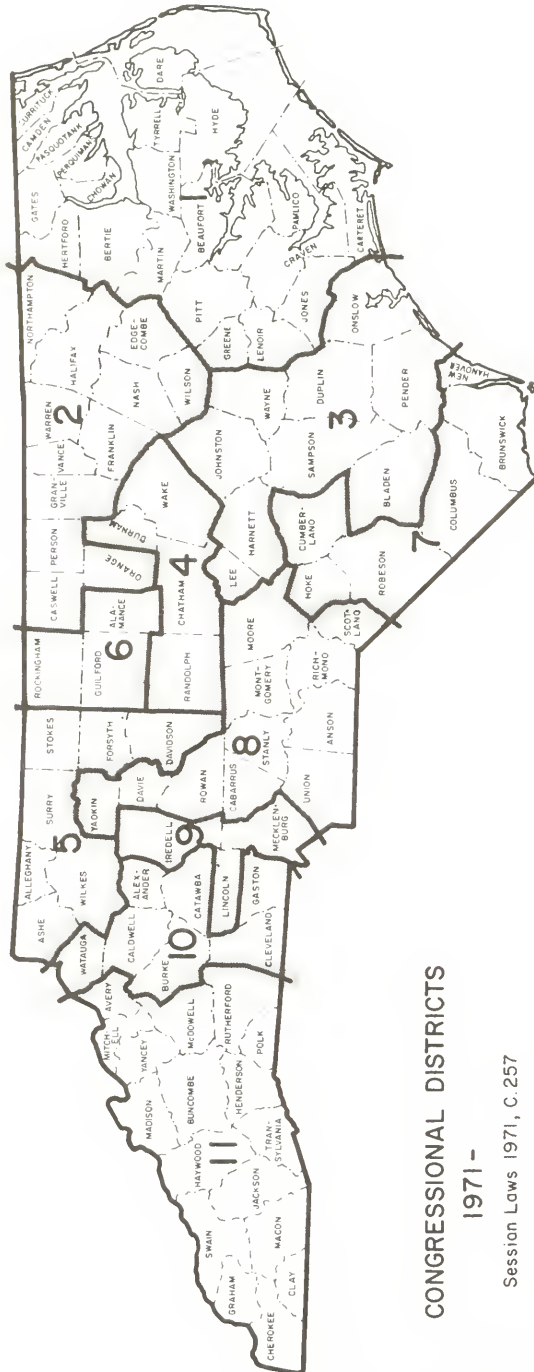 CONGRESSIONAL DISTRICTS
1971-
Session Laws 1971, C.257
CHEROKEE
GRAHAM
CLAY
MACON
SWAIN
JACKSON
HAYWOOD
11
TRAN-
SYLVANIA
MADISON
BUNCOMBE
HENDERSON
YANCEY
MITCH
ELL
McDOWELL
RUTHERFORD
POLK
AVERY
WATAUGA
ASHE
ALLEGHANY
WILKES
5
SURRY
STOKES
FORSYTH
DAVIDSON
CALDWELL
BURKE
10
ALEX-
ANDER
CATAWBA
CLEVELAND
GASTON
LINCOLN
IREDELL
9
MECKLEN-
BURG
YADKIN
DAVIE
ROWAN
CABARRUS
8
STANLY
UNION
ANSON
MONT-
GOMERY
RICH-
MOND
MOORE
SCOT-
LAND
ROCKINGHAM
GUILFORD
6
ALA-
MANCE
RANDOLPH
CHATHAM
4
ORANGE
DURHAM
WAKE
CASWELL
PERSON
GRAN-
VILLE
VANCE
WARREN
2
FRANKLIN
HALIFAX
NASH
WILSON
EDGE-
COMBE
NORTHAMPTON
LEE
HARNETT
JOHNSTON
WAYNE
SAMPSON
DUPLIN
3
BLADEN
PENDER
ONSLOW
HOKE
CUMBER-
LAND
ROBESON
7
COLUMBUS
BRUNSWICK
NEW
HANOVER
GATES
HERTFORD
BERTIE
MARTIN
PITT
GREENE
LENOIR
JONES
CRAVEN
PAMLICO
CARTERET
BEAUFORT
1
WASHINGTON
TYRRELL
HYDE
DARE
CHOWAN
PERQUIMANS
PASQUOTANK
CAMDEN
CURRITUCK